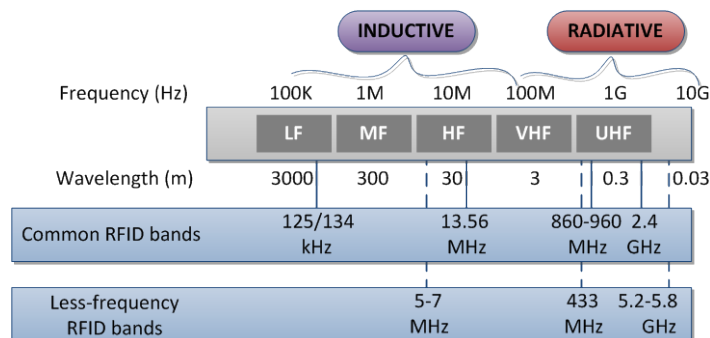 INDUCTIVE RADIATIVE
Frequency (Hz) 100K 1M 10M 100M 1G 10G
LF MF HF VHF UHF
Wavelength (m) 3000 300 30 3 0.3 0.03
Common RFID bands 125/134 kHz 13.56 MHz 860-960 MHz 2.4 GHz
Less-frequency RFID bands 5-7 MHz 433 MHz 5.2-5.8 GHz